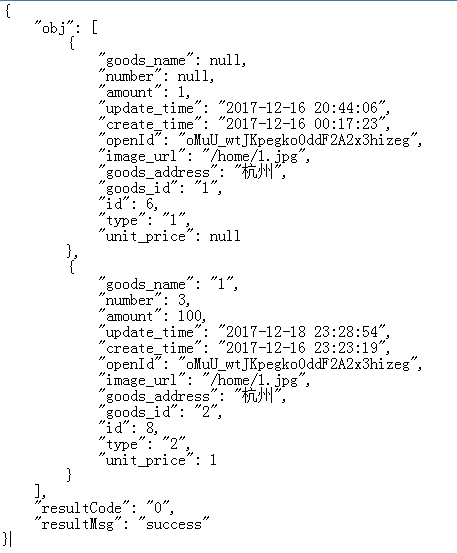 {
    "obj": [
        {
            "goods_name": null,
            "number": null,
            "amount": 1,
            "update_time": "2017-12-16 20:44:06",
            "create_time": "2017-12-16 00:17:23",
            "openId": "oMuU_wtJKpegko0ddF2A2x3hizeg",
            "image_url": "/home/1.jpg",
            "goods_address": "杭州",
            "goods_id": "1",
            "id": 6,
            "type": "1",
            "unit_price": null
        },
        {
            "goods_name": "1",
            "number": 3,
            "amount": 100,
            "update_time": "2017-12-18 23:28:54",
            "create_time": "2017-12-16 23:23:19",
            "openId": "oMuU_wtJKpegko0ddF2A2x3hizeg",
            "image_url": "/home/1.jpg",
            "goods_address": "杭州",
            "goods_id": "2",
            "id": 8,
            "type": "2",
            "unit_price": 1
        }
    ],
    "resultCode": "0",
    "resultMsg": "success"
}